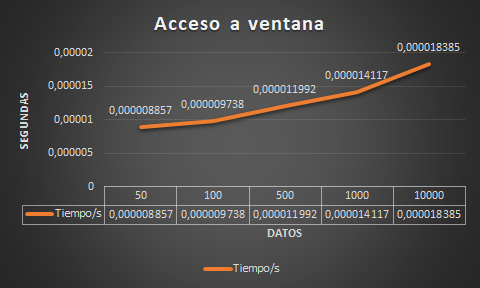 Acceso a ventana
0,00002
0,000015
0,00001
0,000005
0
SEGUNDAS
0,000008857
0,000009738
0,000011992
0,000014117
0,000018385
50 100 500 1000 10000
Tiempo/s 0,000008857 0,000009738 0,000011992 0,000014117 0,000018385
DATOS
Tiempo/s